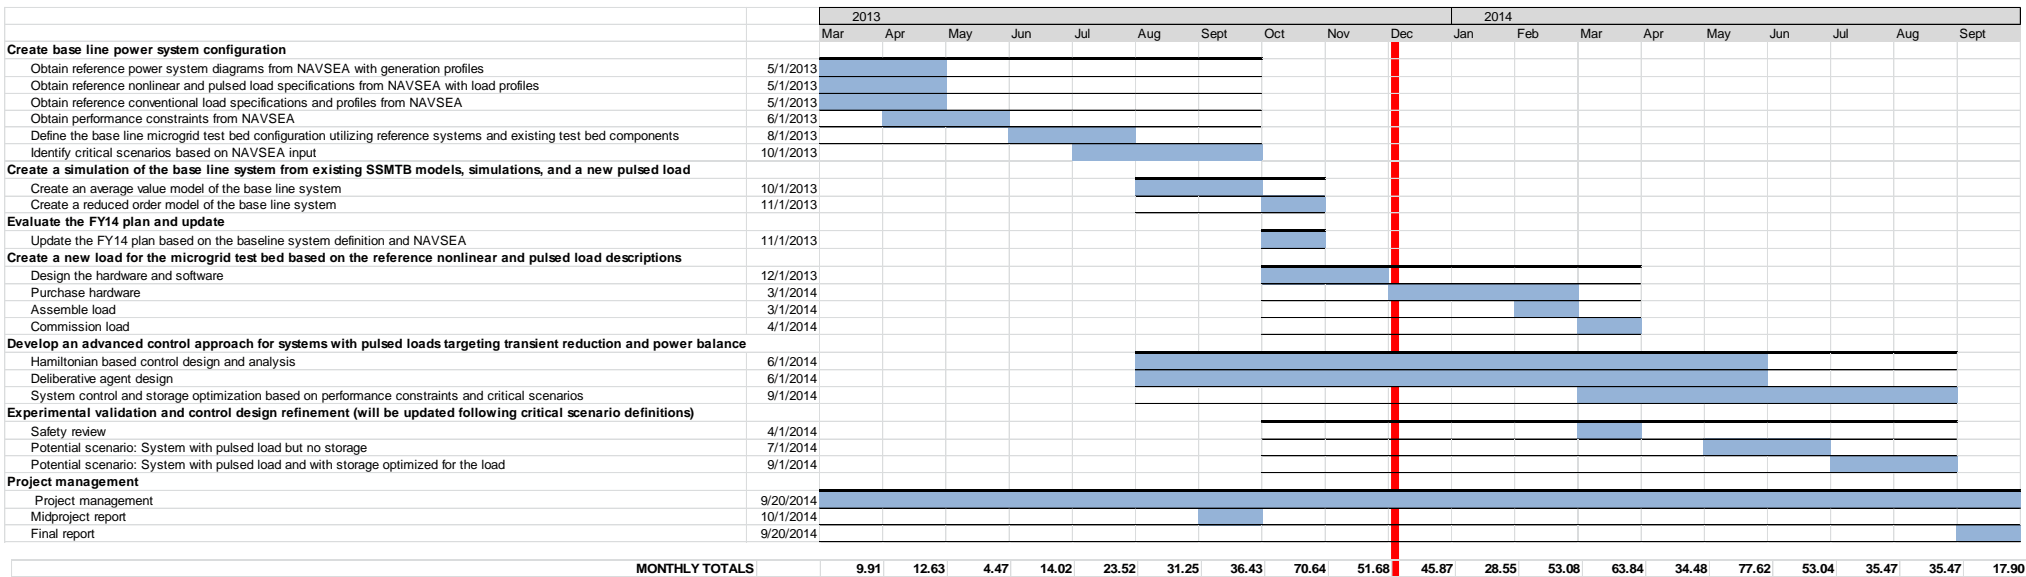 2013 2014
Mar Apr May Jun Jul Aug Sept Oct Nov Dec Jan Feb Mar Apr May Jun Jul Aug Sept
Create base line power system configuration
Obtain reference power system diagrams from NAVSEA with generation profiles 5/1/2013
Obtain reference nonlinear and pulsed load specifications from NAVSEA with load profiles 5/1/2013
Obtain reference conventional load specifications and profiles from NAVSEA 5/1/2013
Obtain performance constraints from NAVSEA 6/1/2013
Define the base line microgrid test bed configuration utilizing reference systems and existing test bed components 8/1/2013
Identify critical scenarios based on NAVSEA input 10/1/2013
Create a simulation of the base line system from existing SSMTB models, simulations, and a new pulsed load
Create an average value model of the base line system 10/1/2013
Create a reduced order model of the base line system 11/1/2013
Evaluate the FY14 plan and update
Update the FY14 plan based on the baseline system definition and NAVSEA 11/1/2013
Create a new load for the microgrid test bed based on the reference nonlinear and pulsed load descriptions
Design the hardware and software 12/1/2013
Purchase hardware 3/1/2014
Assemble load 3/1/2014
Commission load 4/1/2014
Develop an advanced control approach for systems with pulsed loads targeting transient reduction and power balance
Hamiltonian based control design and analysis 6/1/2014
Deliberative agent design 6/1/2014
System control and storage optimization based on performance constraints and critical scenarios 9/1/2014
Experimental validation and control design refinement (will be updated following critical scenario definitions)
Safety review 4/1/2014
Potential scenario: System with pulsed load but no storage 7/1/2014
Potential scenario: System with pulsed load and with storage optimized for the load 9/1/2014
Project management
Project management 9/20/2014
Midproject report 10/1/2014
Final report 9/20/2014
MONTHLY TOTALS 9.91 12.63 4.47 14.02 23.52 31.25 36.43 70.64 51.68 45.87 28.55 53.08 63.84 34.48 77.62 53.04 35.47 35.47 17.90